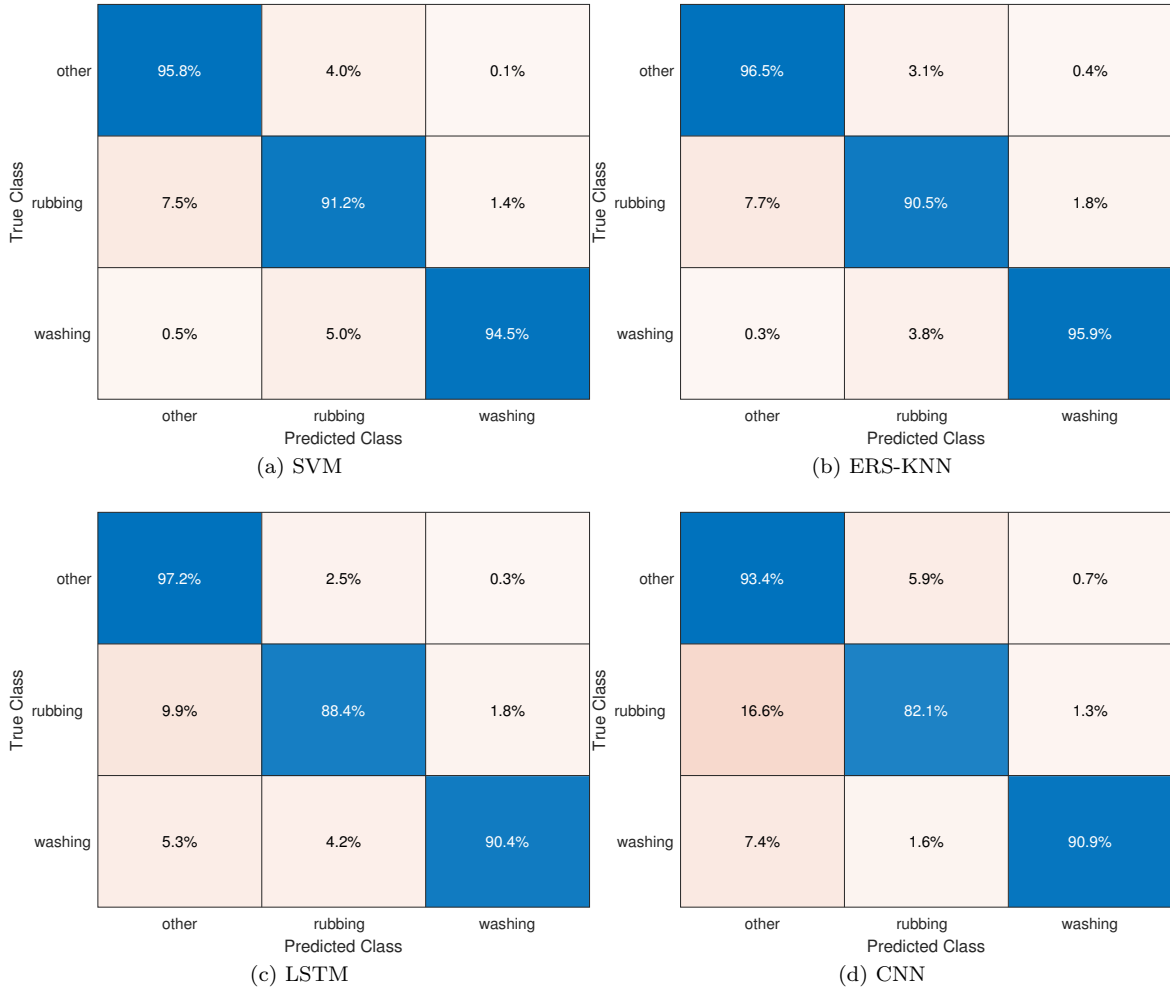 other 95.8% 4.0% 0.1%
rubbing 7.5% 91.2% 1.4%
washing 0.5% 5.0% 94.5%
True Class
other rubbing washing
Predicted Class
(a) SVM
other 96.5% 3.1% 0.4%
rubbing 7.7% 90.5% 1.8%
washing 0.3% 3.8% 95.9%
True Class
other rubbing washing
Predicted Class
(b) ERS-KNN
other 97.2% 2.5% 0.3%
rubbing 9.9% 88.4% 1.8%
washing 5.3% 4.2% 90.4%
True Class
other rubbing washing
Predicted Class
(c) LSTM
other 93.4% 5.9% 0.7%
rubbing 16.6% 82.1% 1.3%
washing 7.4% 1.6% 90.9%
True Class
other rubbing washing
Predicted Class
(d) CNN